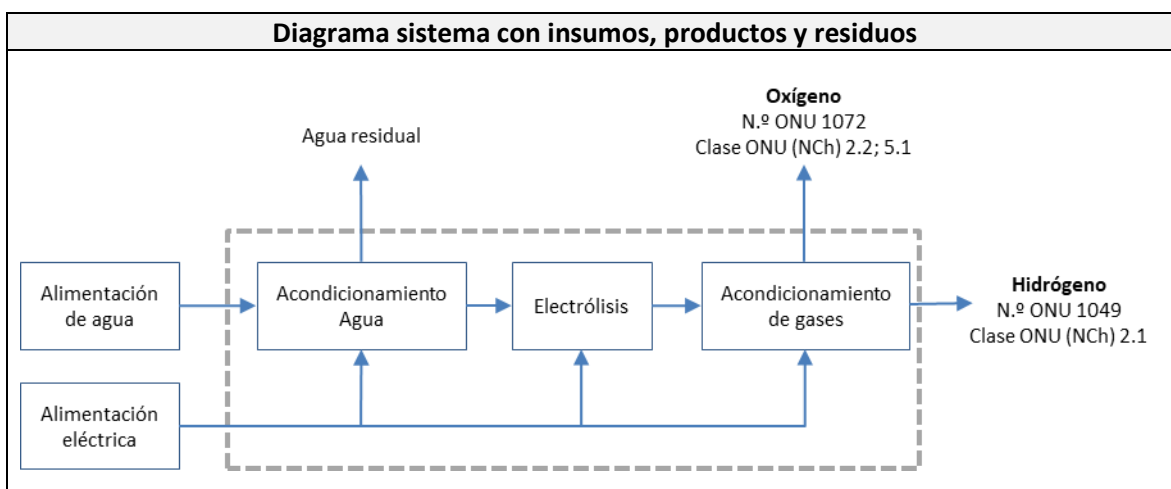 Diagrama sistema con insumos, productos y residuos
Oxígeno
N.º ONU 1072
Clase ONU (NCh) 2.2; 5.1
Agua residual
Alimentación
de agua
Acondicionamiento
Agua
Electrólisis
Acondicionamiento
de gases
Hidrógeno
N.º ONU 1049
Clase ONU (NCh) 2.1
Alimentación
eléctrica